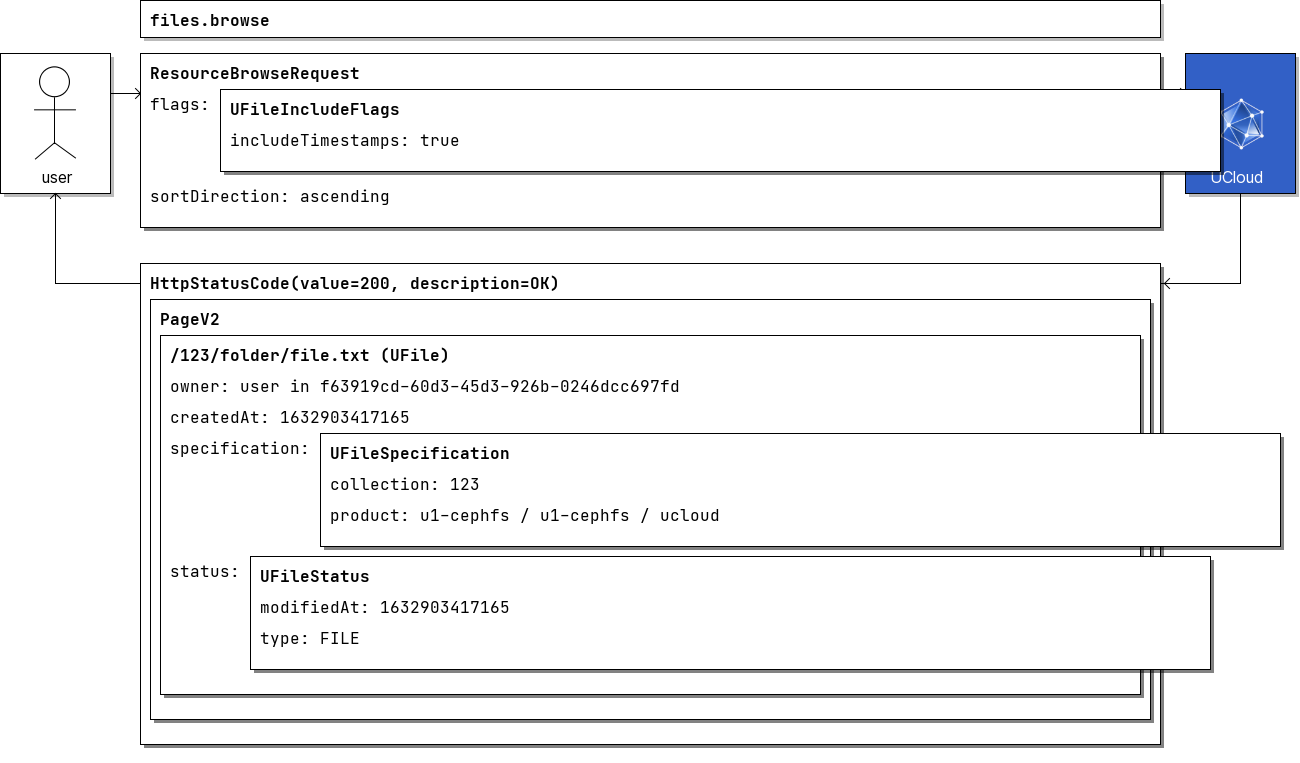 files.browse
ResourceBrowseRequest
flags:
UFileIncludeFlags
includeTimestamps: true
sortDirection: ascending
user
UCloud
HttpStatusCode(value=200, description=OK)
PageV2
/123/folder/file.txt (UFile)
owner: user in f63919cd-60d3-45d3-926b-0246dcc697fd
createdAt: 1632903417165
specification:
UFileSpecification
collection: 123
product: u1-cephfs / u1-cephfs / ucloud
status:
UFileStatus
modifiedAt: 1632903417165
type: FILE